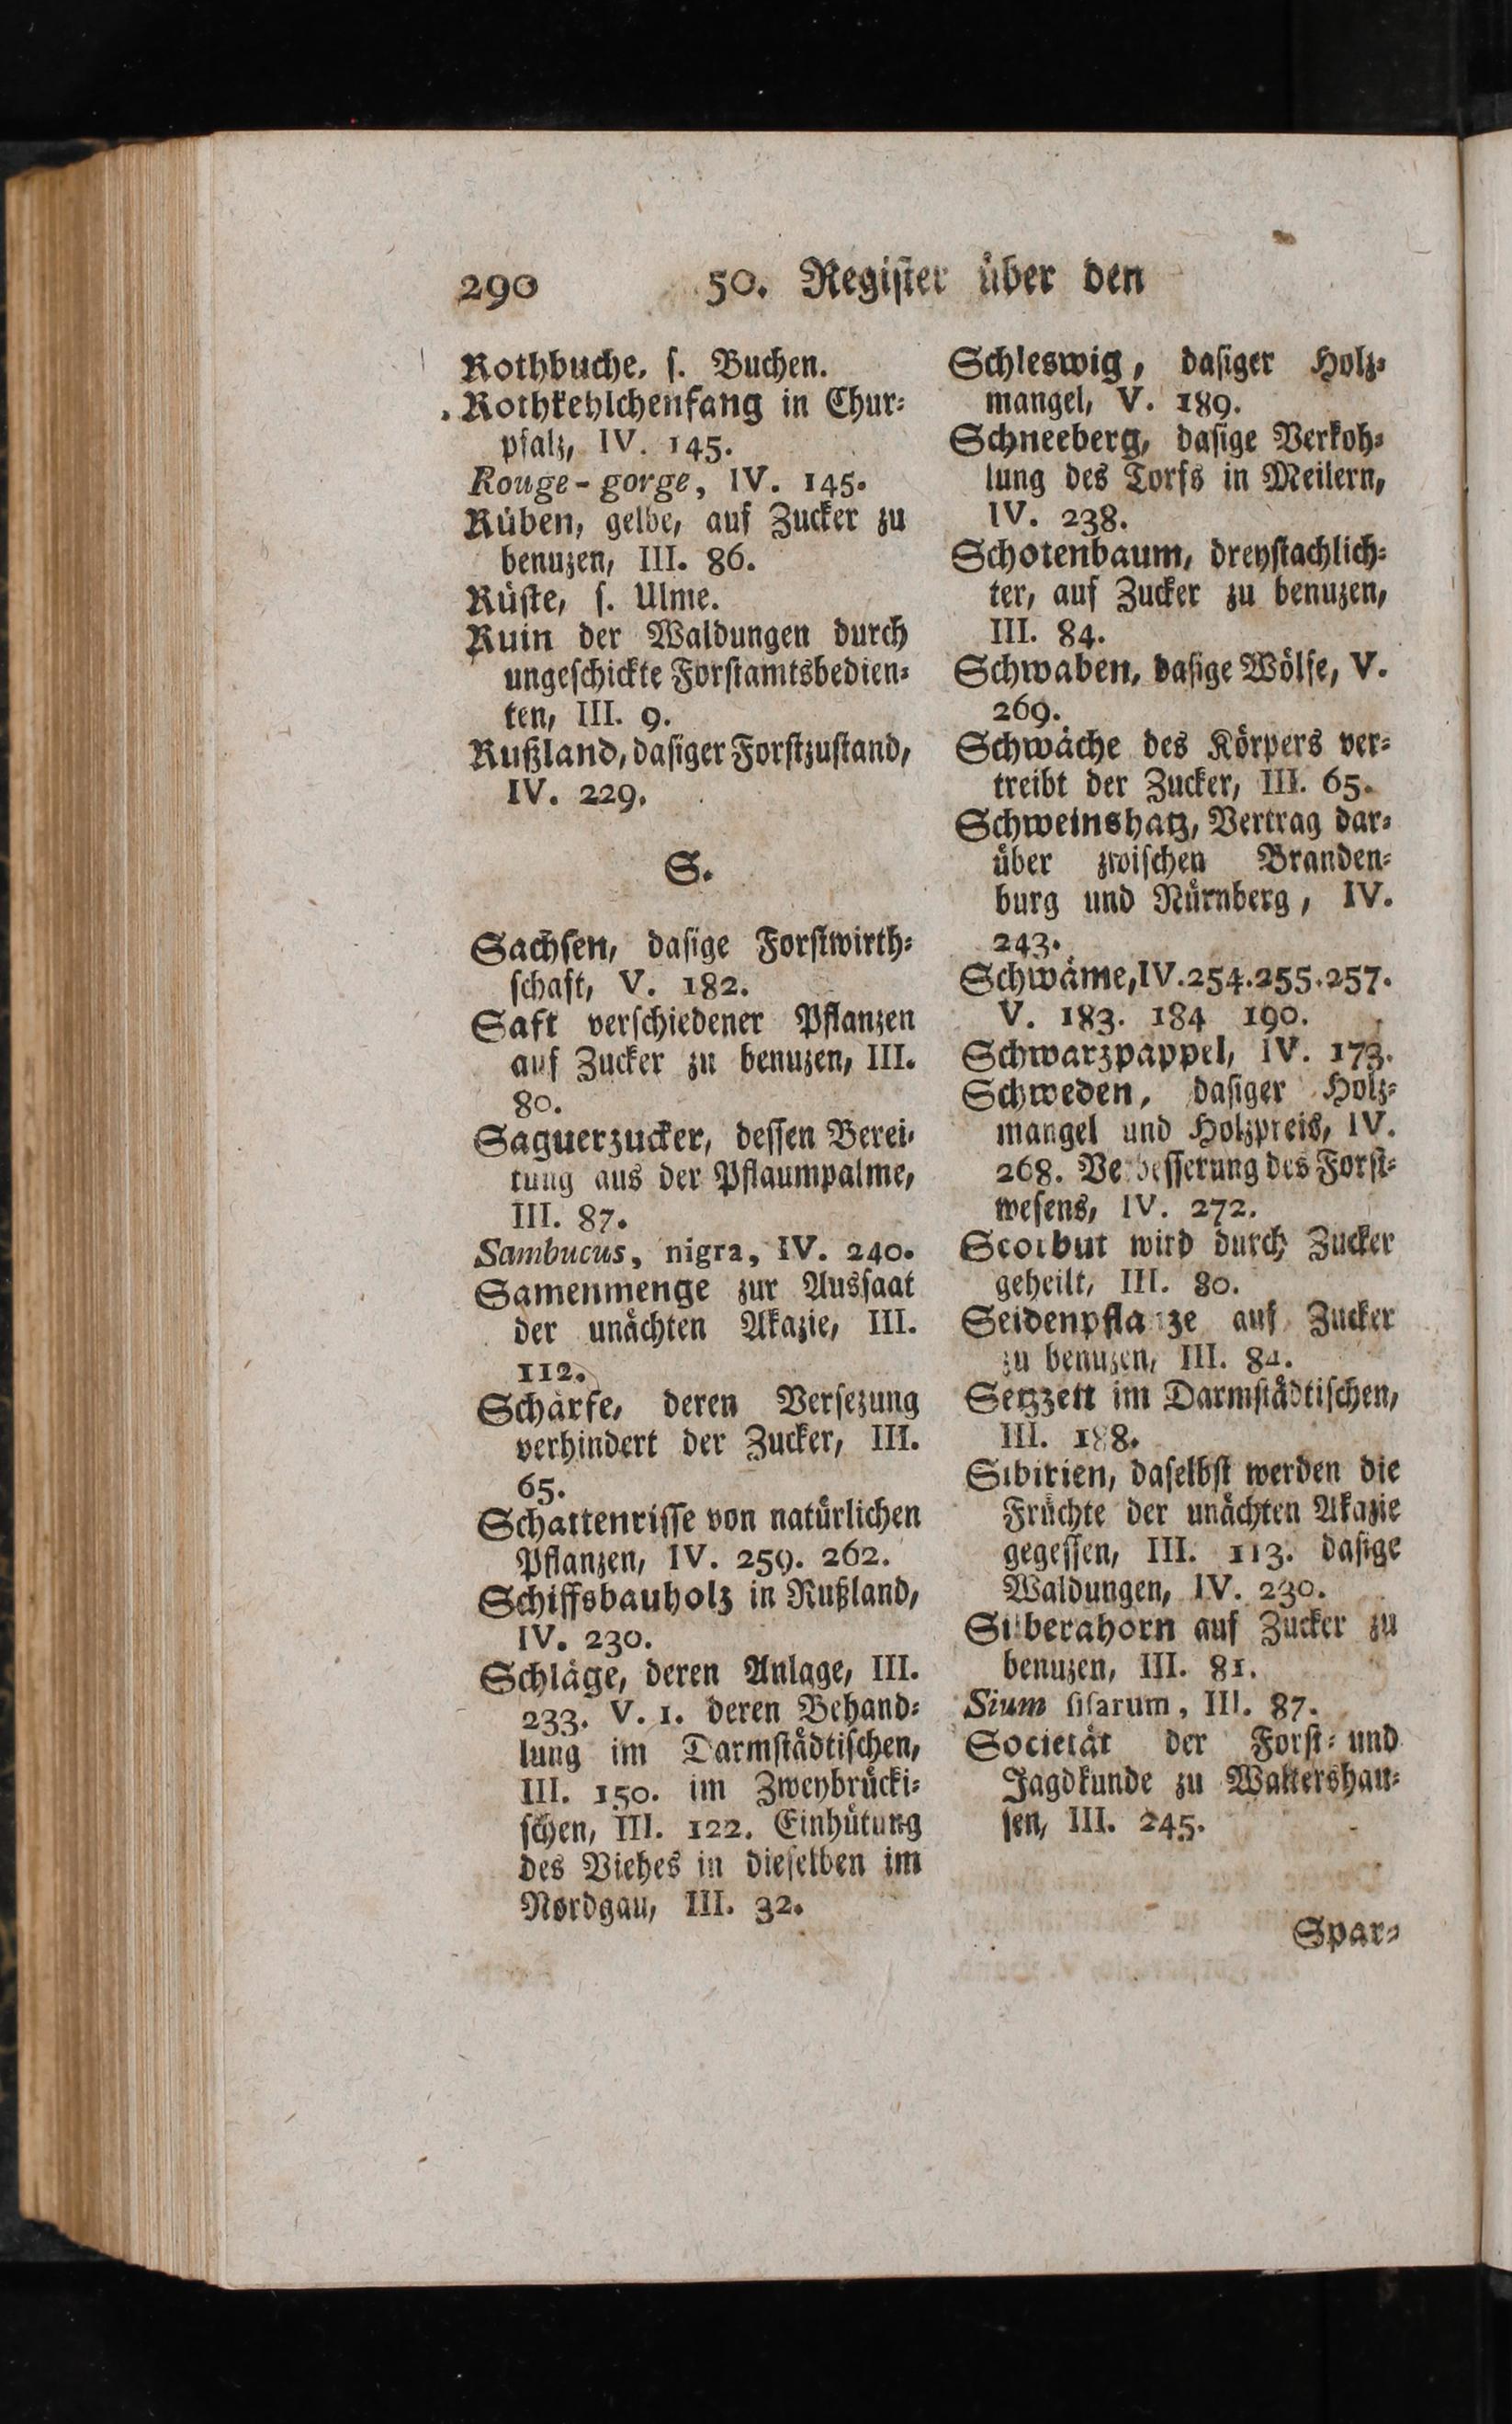 290 50. Regiſter über den
Rothbuche, ſ. Buchen.
Rothkehlchenfang in Chur⸗
pfalz, IV. 145.
Rouge-gorge, IV. 145.
Rüben, gelbe, auf Zucker zu
benuzen, III. 86.
Rüſte, ſ. Ulme.
Ruin der Waldungen durch
ungeſchickte Forſtamtsbedien⸗
ten, III. 9.
Rußland, daſiger Forſtzuſtand,
IV. 229.
S.
Sachſen, daſige Forſtwirth⸗
ſchaft, V. 182.
Saft verſchiedener Pflanzen
auf Zucker zu benuzen, III.
80.
Saguerzucker, deſſen Berei⸗
tung aus der Pflaumpalme,
III. 87.
Sambucus, nigra, IV. 240.
Samenmenge zur Ausſaat
der unächten Akazie, III.
112.
Schärfe, deren Verſezung
verhindert der Zucker, III.
65.
Schattenriſſe von natürlichen
Pflanzen, IV. 259. 262.
Schiffsbauholz in Rußland,
IV. 230.
Schläge, deren Anlage, III.
233. V. 1. deren Behand⸗
lung im Darmſtädtiſchen,
III. 150. im Zweybrücki⸗
ſchen, III. 122. Einhütung
des Viehes in dieſelben im
Nordgau, III. 32.
Schleswig, daſiger Holz⸗
mangel, V. 189.
Schneeberg, daſige Verkoh⸗
lung des Torfs in Meilern,
IV. 238.
Schotenbaum, dreyſtachlich⸗
ter, auf Zucker zu benuzen,
III. 84.
Schwaben, daſige Wölfe, V.
269.
Schwäche des Körpers ver⸗
treibt der Zucker, III. 65.
Schweinshatz, Vertrag dar⸗
über zwiſchen Branden⸗
burg und Nürnberg, IV.
243.
Schwäme, IV. 254. 255. 257.
V. 183. 184 190.
Schwarzpappel, IV. 173.
Schweden, daſiger Holz⸗
mangel und Holzpreis, IV.
268. Verbeſſerung des Forſt⸗
weſens, IV. 272.
Scorbut wird durch Zucker
geheilt, III. 80.
Seidenpflanze auf Zucker
zu benuzen, III. 84.
Setzzeit im Darmſtädtiſchen,
III. 188.
Sibirien, daſelbſt werden die
Früchte der unächten Akazie
gegeſſen, III. 113. daſige
Waldungen, IV. 230.
Silberahorn auf Zucker zu
benuzen, III. 81.
Sium ſiſarum, III. 87.
Societät der Forſt⸗ und
Jagdkunde zu Waltershau⸗
ſen, III. 245.
Spar⸗